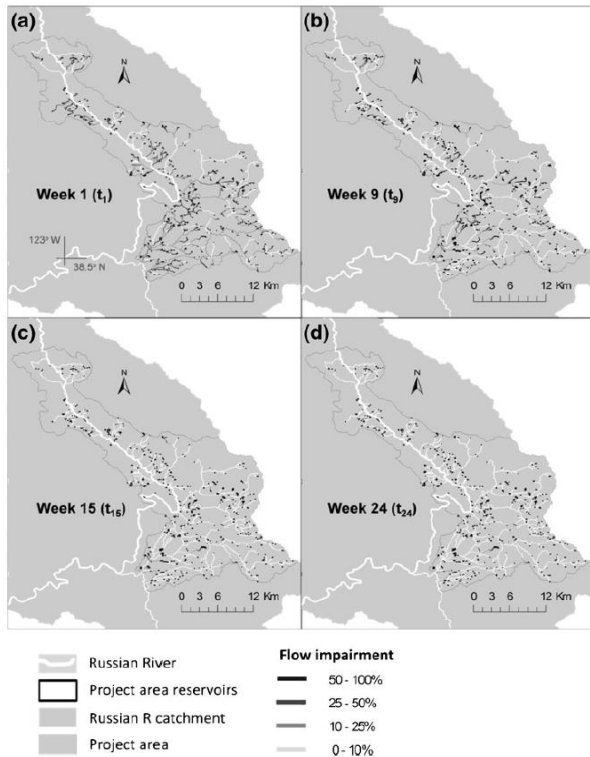 (a)
N
Week 1 (t1)
123° W
38.5° N
0 3 6 12 Km
(b)
N
Week 9 (t9)
0 3 6 12 Km
(c)
N
Week 15 (t15)
0 3 6 12 Km
(d)
N
Week 24 (t24)
0 3 6 12 Km
Russian River
Project area reservoirs
Russian R catchment
Project area
Flow impairment
50 - 100%
25 - 50%
10 - 25%
0 - 10%